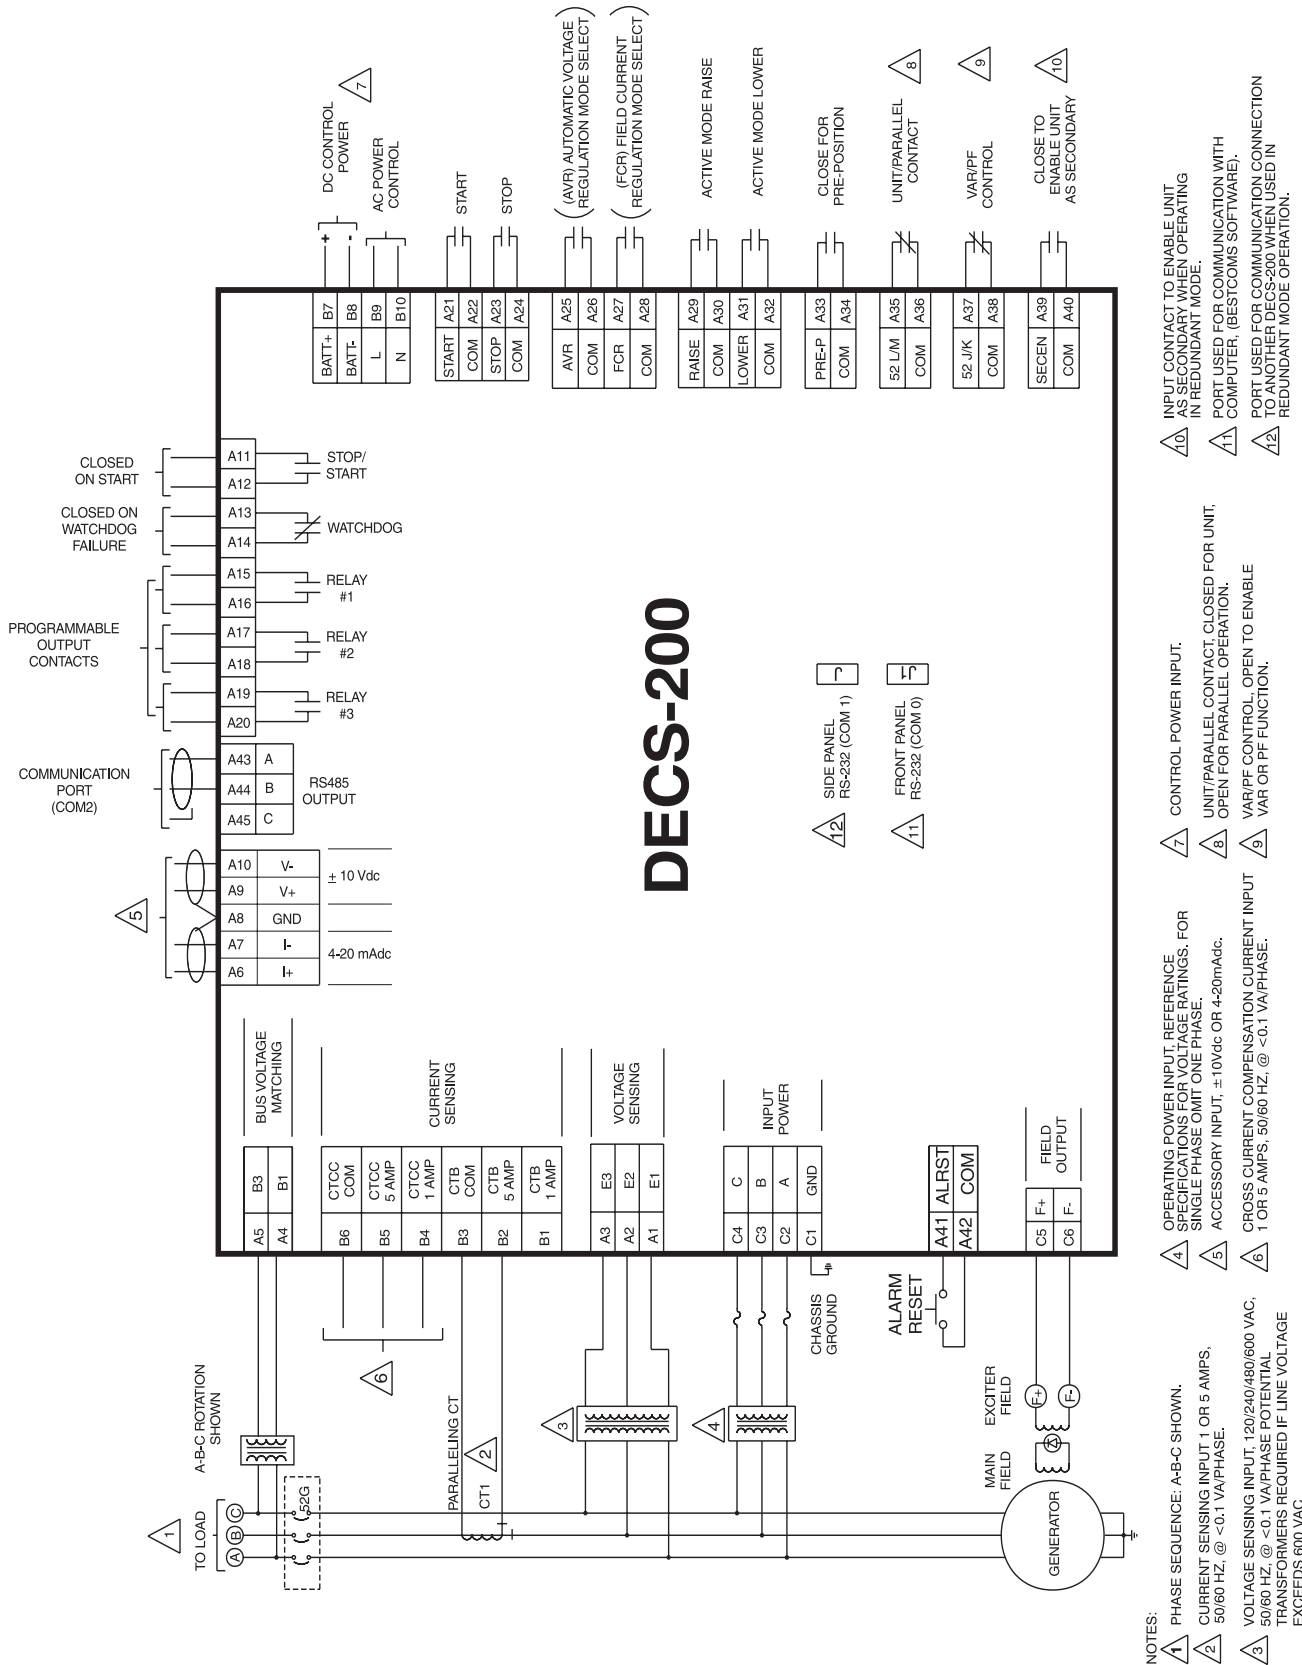 DECS-200
TO LOAD
A
B
C
A-B-C ROTATION
SHOWN
1
52G
PARALLELING CT
CT1
2
6
3
4
CHASSIS
GROUND
ALARM
RESET
MAIN
FIELD
EXCITER
FIELD
F+
F-
GENERATOR
A5 B3
A4 B1
BUS VOLTAGE
MATCHING
B6 CTCC COM
B5 CTCC 5 AMP
B4 CTCC 1 AMP
B3 CTB COM
B2 CTB 5 AMP
B1 CTB 1 AMP
CURRENT
SENSING
A3 E3
A2 E2
A1 E1
VOLTAGE
SENSING
C4 C
C3 B
C2 A
C1 GND
INPUT
POWER
A41 ALRST
A42 COM
C5 F+
C6 F-
FIELD
OUTPUT
5
A6 I+
A7 I-
A8 GND
A9 V+
A10 V-
4-20 mAdc
± 10 Vdc
COMMUNICATION
PORT
(COM2)
A45 C
A44 B
A43 A
RS485
OUTPUT
PROGRAMMABLE
OUTPUT
CONTACTS
A20
A19
RELAY
#3
A18
A17
RELAY
#2
A16
A15
RELAY
#1
CLOSED ON
WATCHDOG
FAILURE
A14
A13
WATCHDOG
CLOSED
ON START
A12
A11
STOP/
START
12
SIDE PANEL
RS-232 (COM 1)
J
11
FRONT PANEL
RS-232 (COM 0)
J1
BATT+ B7
BATT- B8
L B9
N B10
+
-
DC CONTROL
POWER
7
AC POWER
CONTROL
START A21
COM A22
STOP A23
COM A24
START
STOP
AVR A25
COM A26
FCR A27
COM A28
(AVR) AUTOMATIC VOLTAGE
REGULATION MODE SELECT
(FCR) FIELD CURRENT
REGULATION MODE SELECT
RAISE A29
COM A30
LOWER A31
COM A32
ACTIVE MODE RAISE
ACTIVE MODE LOWER
PRE-P A33
COM A34
CLOSE FOR
PRE-POSITION
52 L/M A35
COM A36
UNIT/PARALLEL
CONTACT
8
52 J/K A37
COM A38
VAR/PF
CONTROL
9
SECEN A39
COM A40
CLOSE TO
ENABLE UNIT
AS SECONDARY
10
NOTES:
1 PHASE SEQUENCE: A-B-C SHOWN.
2 CURRENT SENSING INPUT 1 OR 5 AMPS,
50/60 HZ, @ <0.1 VA/PHASE.
3 VOLTAGE SENSING INPUT, 120/240/480/600 VAC,
50/60 HZ, @ <0.1 VA/PHASE POTENTIAL
TRANSFORMERS REQUIRED IF LINE VOLTAGE
EXCEEDS 600 VAC
4 OPERATING POWER INPUT, REFERENCE
SPECIFICATIONS FOR VOLTAGE RATINGS. FOR
SINGLE PHASE OMIT ONE PHASE.
5 ACCESSORY INPUT, ±10Vdc OR 4-20mAdc.
6 CROSS CURRENT COMPENSATION CURRENT INPUT
1 OR 5 AMPS, 50/60 HZ, @ <0.1 VA/PHASE.
7 CONTROL POWER INPUT.
8 UNIT/PARALLEL CONTACT, CLOSED FOR UNIT,
OPEN FOR PARALLEL OPERATION.
9 VAR/PF CONTROL, OPEN TO ENABLE
VAR OR PF FUNCTION.
10 INPUT CONTACT TO ENABLE UNIT
AS SECONDARY WHEN OPERATING
IN REDUNDANT MODE.
11 PORT USED FOR COMMUNICATION WITH
COMPUTER, (BESTCOMS SOFTWARE).
12 PORT USED FOR COMMUNICATION CONNECTION
TO ANOTHER DECS-200 WHEN USED IN
REDUNDANT MODE OPERATION.